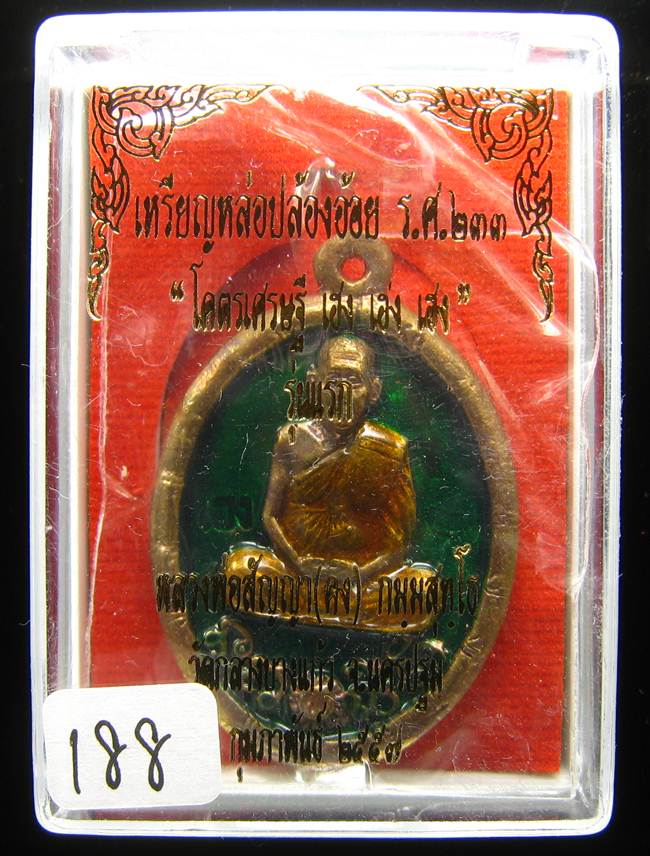 เหรียญหล่อปล้องอ้อย ร.ศ.๒๓๓
"โคตรเศรษฐี เฮง เฮง เฮง"
รุ่นแรก
หลวงพ่อสัญญา(คง) กมฺมสุทฺโธ
วัดกลางบางแก้ว จ.นครปฐม
กุมภาพันธ์ ๒๕๕๗
188